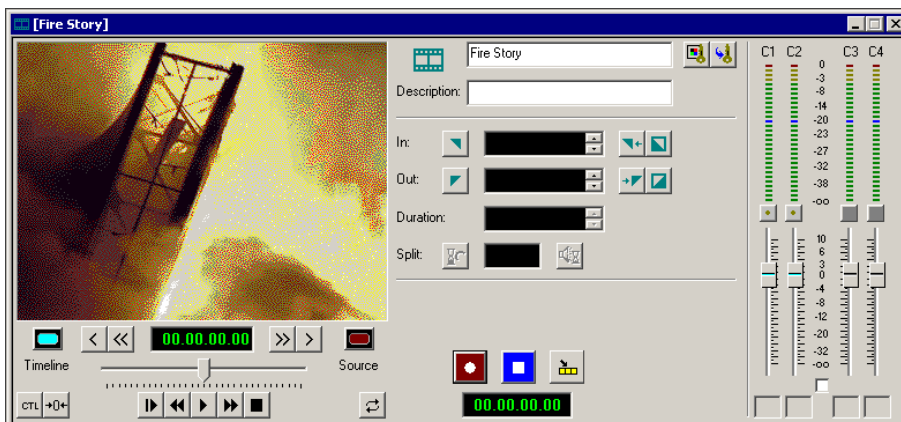 [Fire Story]
Fire Story
Description:
In:
Out:
Duration:
Split:
00.00.00.00
Timeline
Source
CTL
→0←
00.00.00.00
C1 C2 C3 C4
0
-3
-8
-14
-20
-23
-27
-32
-38
-oo
10
6
3
0
-4
-8
-12
-20
-32
-oo